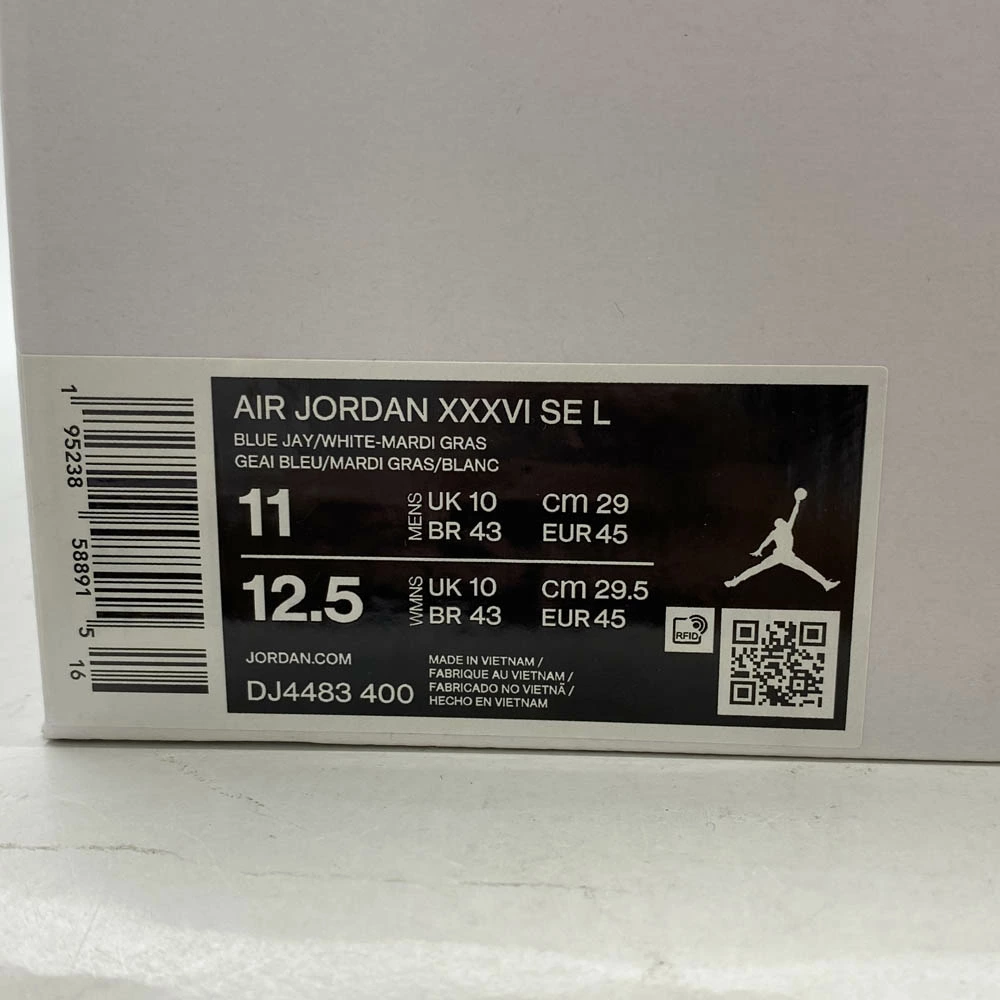 AIR JORDAN XXXVI SE L
BLUE JAY/WHITE-MARDI GRAS
GEAI BLEU/MARDI GRAS/BLANC
11 MENS UK 10 cm 29
BR 43 EUR 45
12.5 WMNS UK 10 cm 29.5
BR 43 EUR 45
JORDAN.COM
DJ4483 400
MADE IN VIETNAM /
FABRIQUE AU VIETNAM /
FABRICADO NO VIETNÃ /
HECHO EN VIETNAM
RFID
1 95238 58891 5 16